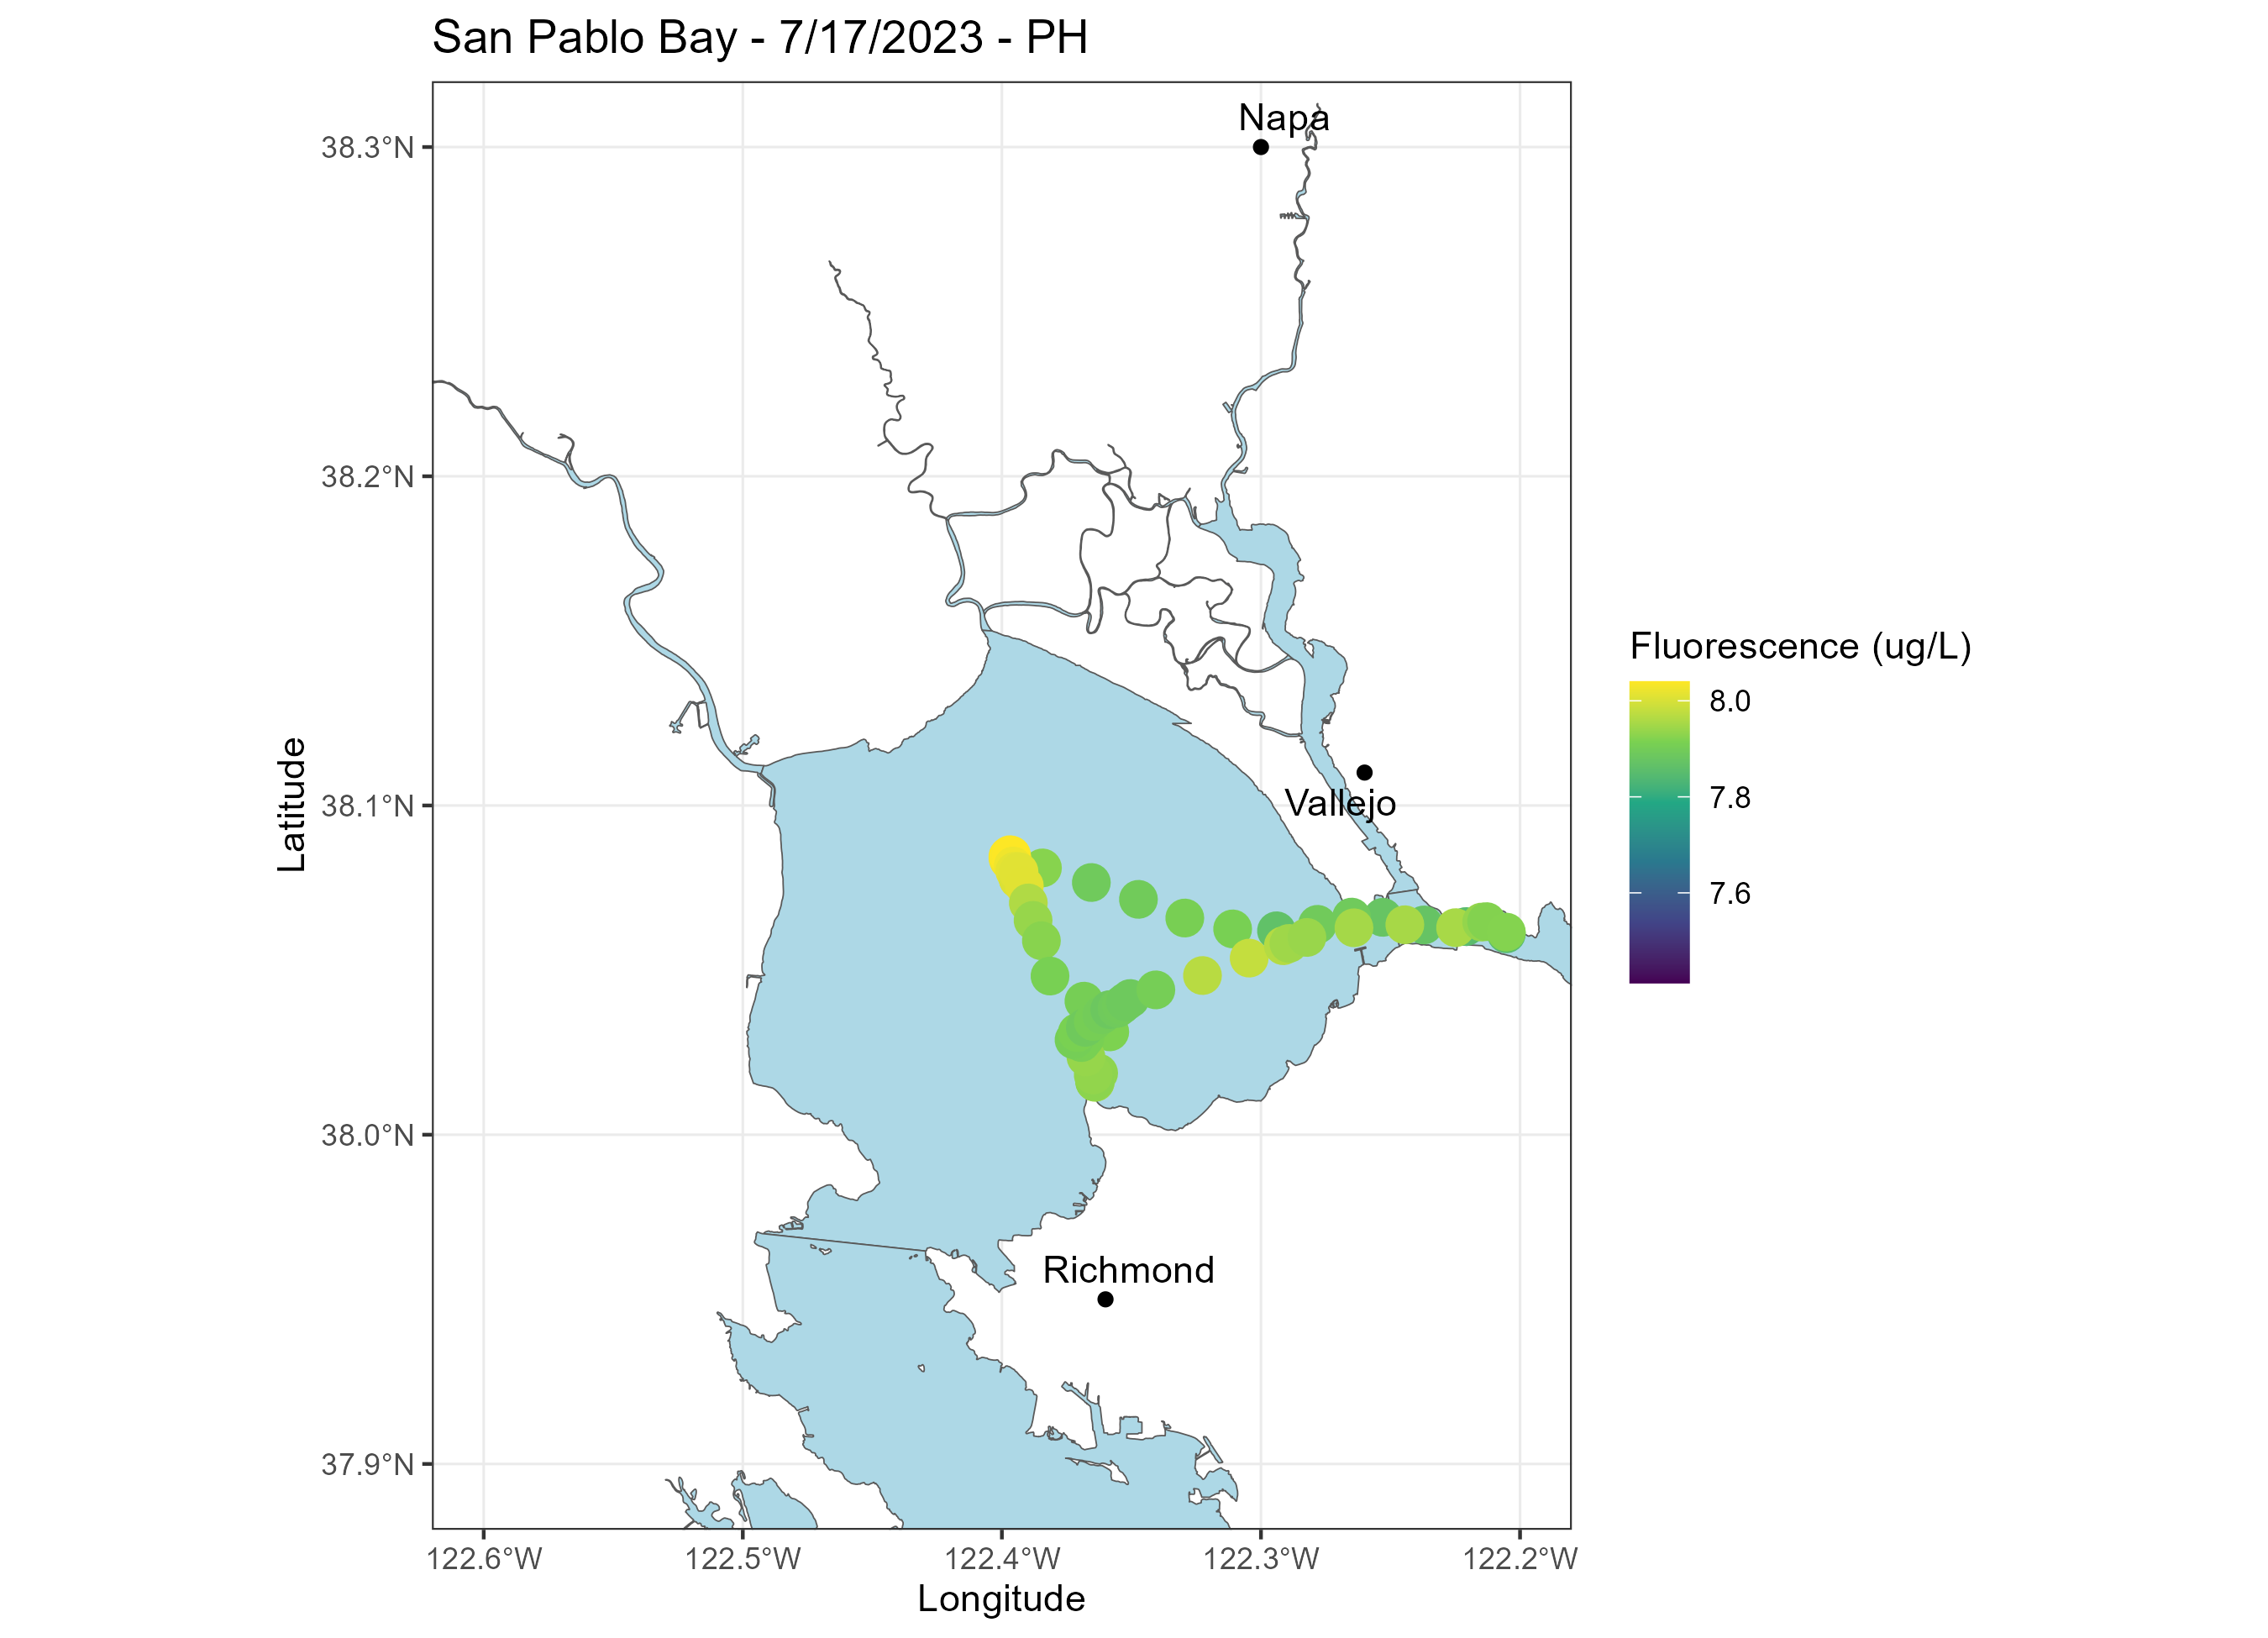 San Pablo Bay - 7/17/2023 - PH
Napa
38.3°N
38.2°N
Fluorescence (ug/L)
8.0
7.8
7.6
Vallejo
38.1°N
Latitude
38.0°N
Richmond
37.9°N
122.6°W
122.5°W
122.4°W
122.3°W
122.2°W
Longitude